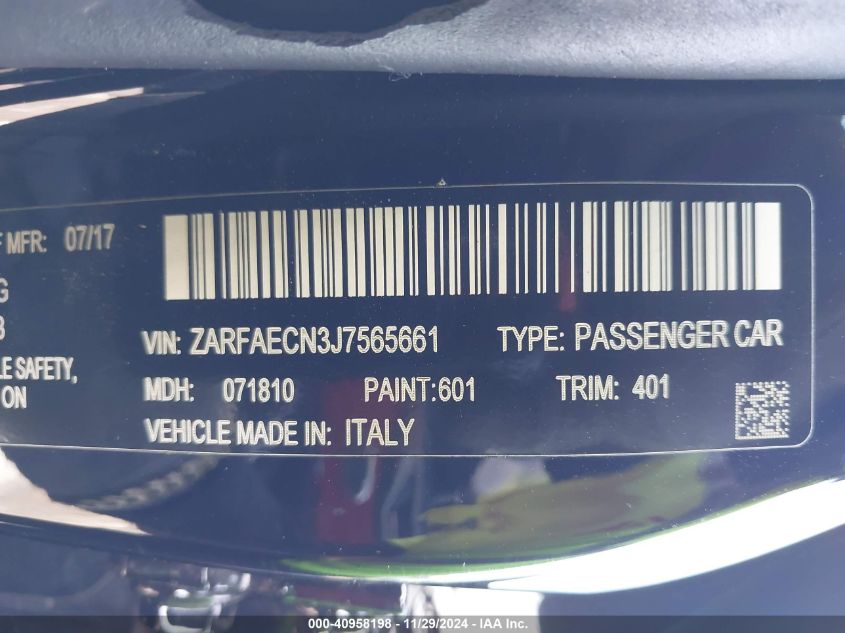 F MFR: 07/17
G
VIN: ZARFAECN3J7565661 TYPE: PASSENGER CAR
LE SAFETY,
MDH: 071810 PAINT:601 TRIM: 401
ON
VEHICLE MADE IN: ITALY
000-40958198 - 11/29/2024 - IAA Inc.